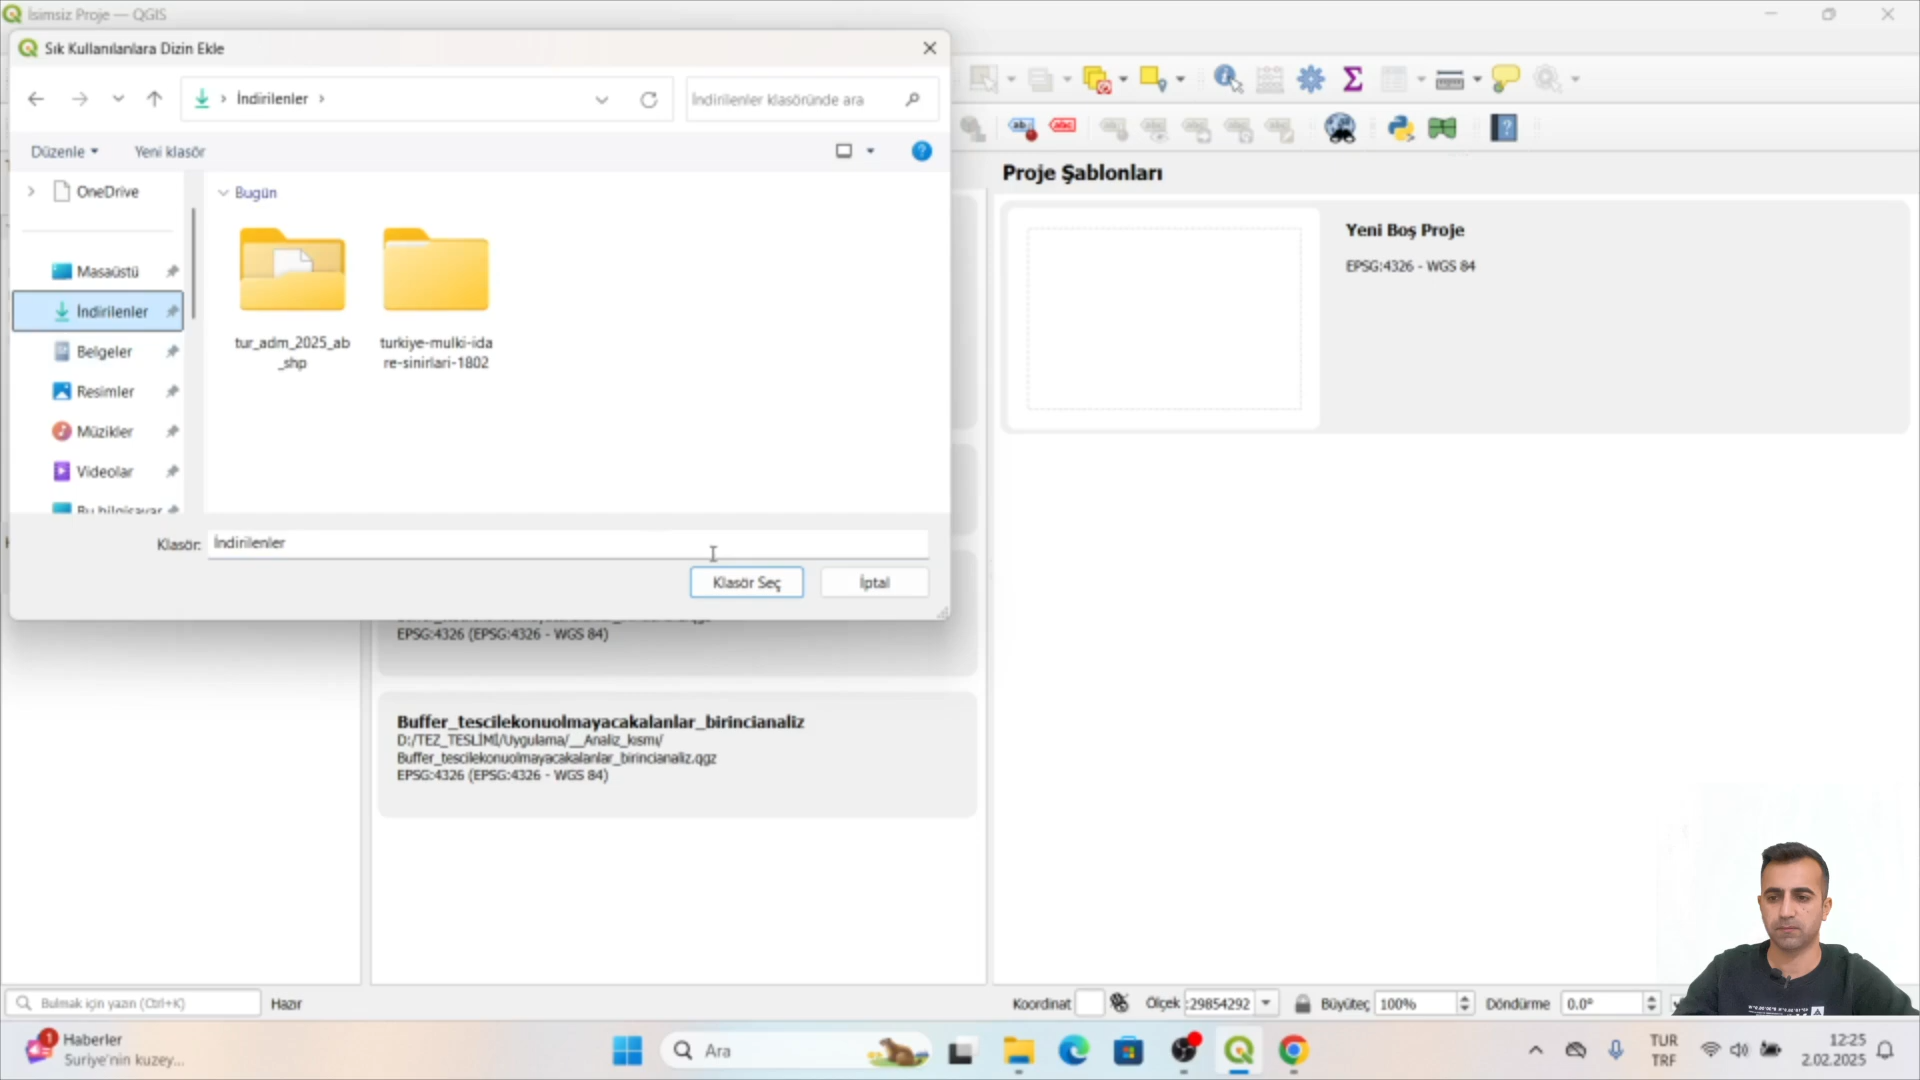 İsimsiz Proje — QGIS
Sık Kullanılanlara Dizin Ekle
İndirilenler
İndirilenler klasöründe ara
Düzenle
Yeni klasör
OneDrive
Masaüstü
İndirilenler
Belgeler
Resimler
Müzikler
Videolar
Bu bilgisayar
Bugün
tur_adm_2025_ab
_shp
turkiye-mulki-ida
re-sinirlari-1802
Klasör:
İndirilenler
Klasör Seç
İptal
Proje Şablonları
Yeni Boş Proje
EPSG:4326 - WGS 84
EPSG:4326 (EPSG:4326 - WGS 84)
Buffer_tescilekonuolmayacakalanlar_birincianaliz
D:/TEZ_TESLİMİ/Uygulama/__Analiz_kısmı/
Buffer_tescilekonuolmayacakalanlar_birincianaliz.qgz
EPSG:4326 (EPSG:4326 - WGS 84)
Bulmak için yazın (Ctrl+K)
Hazır
Koordinat
Ölçek
:29854292
Büyüteç
100%
Döndürme
0.0°
1
Haberler
Suriye'nin kuzey...
Ara
TUR
TRF
12:25
2.02.2025